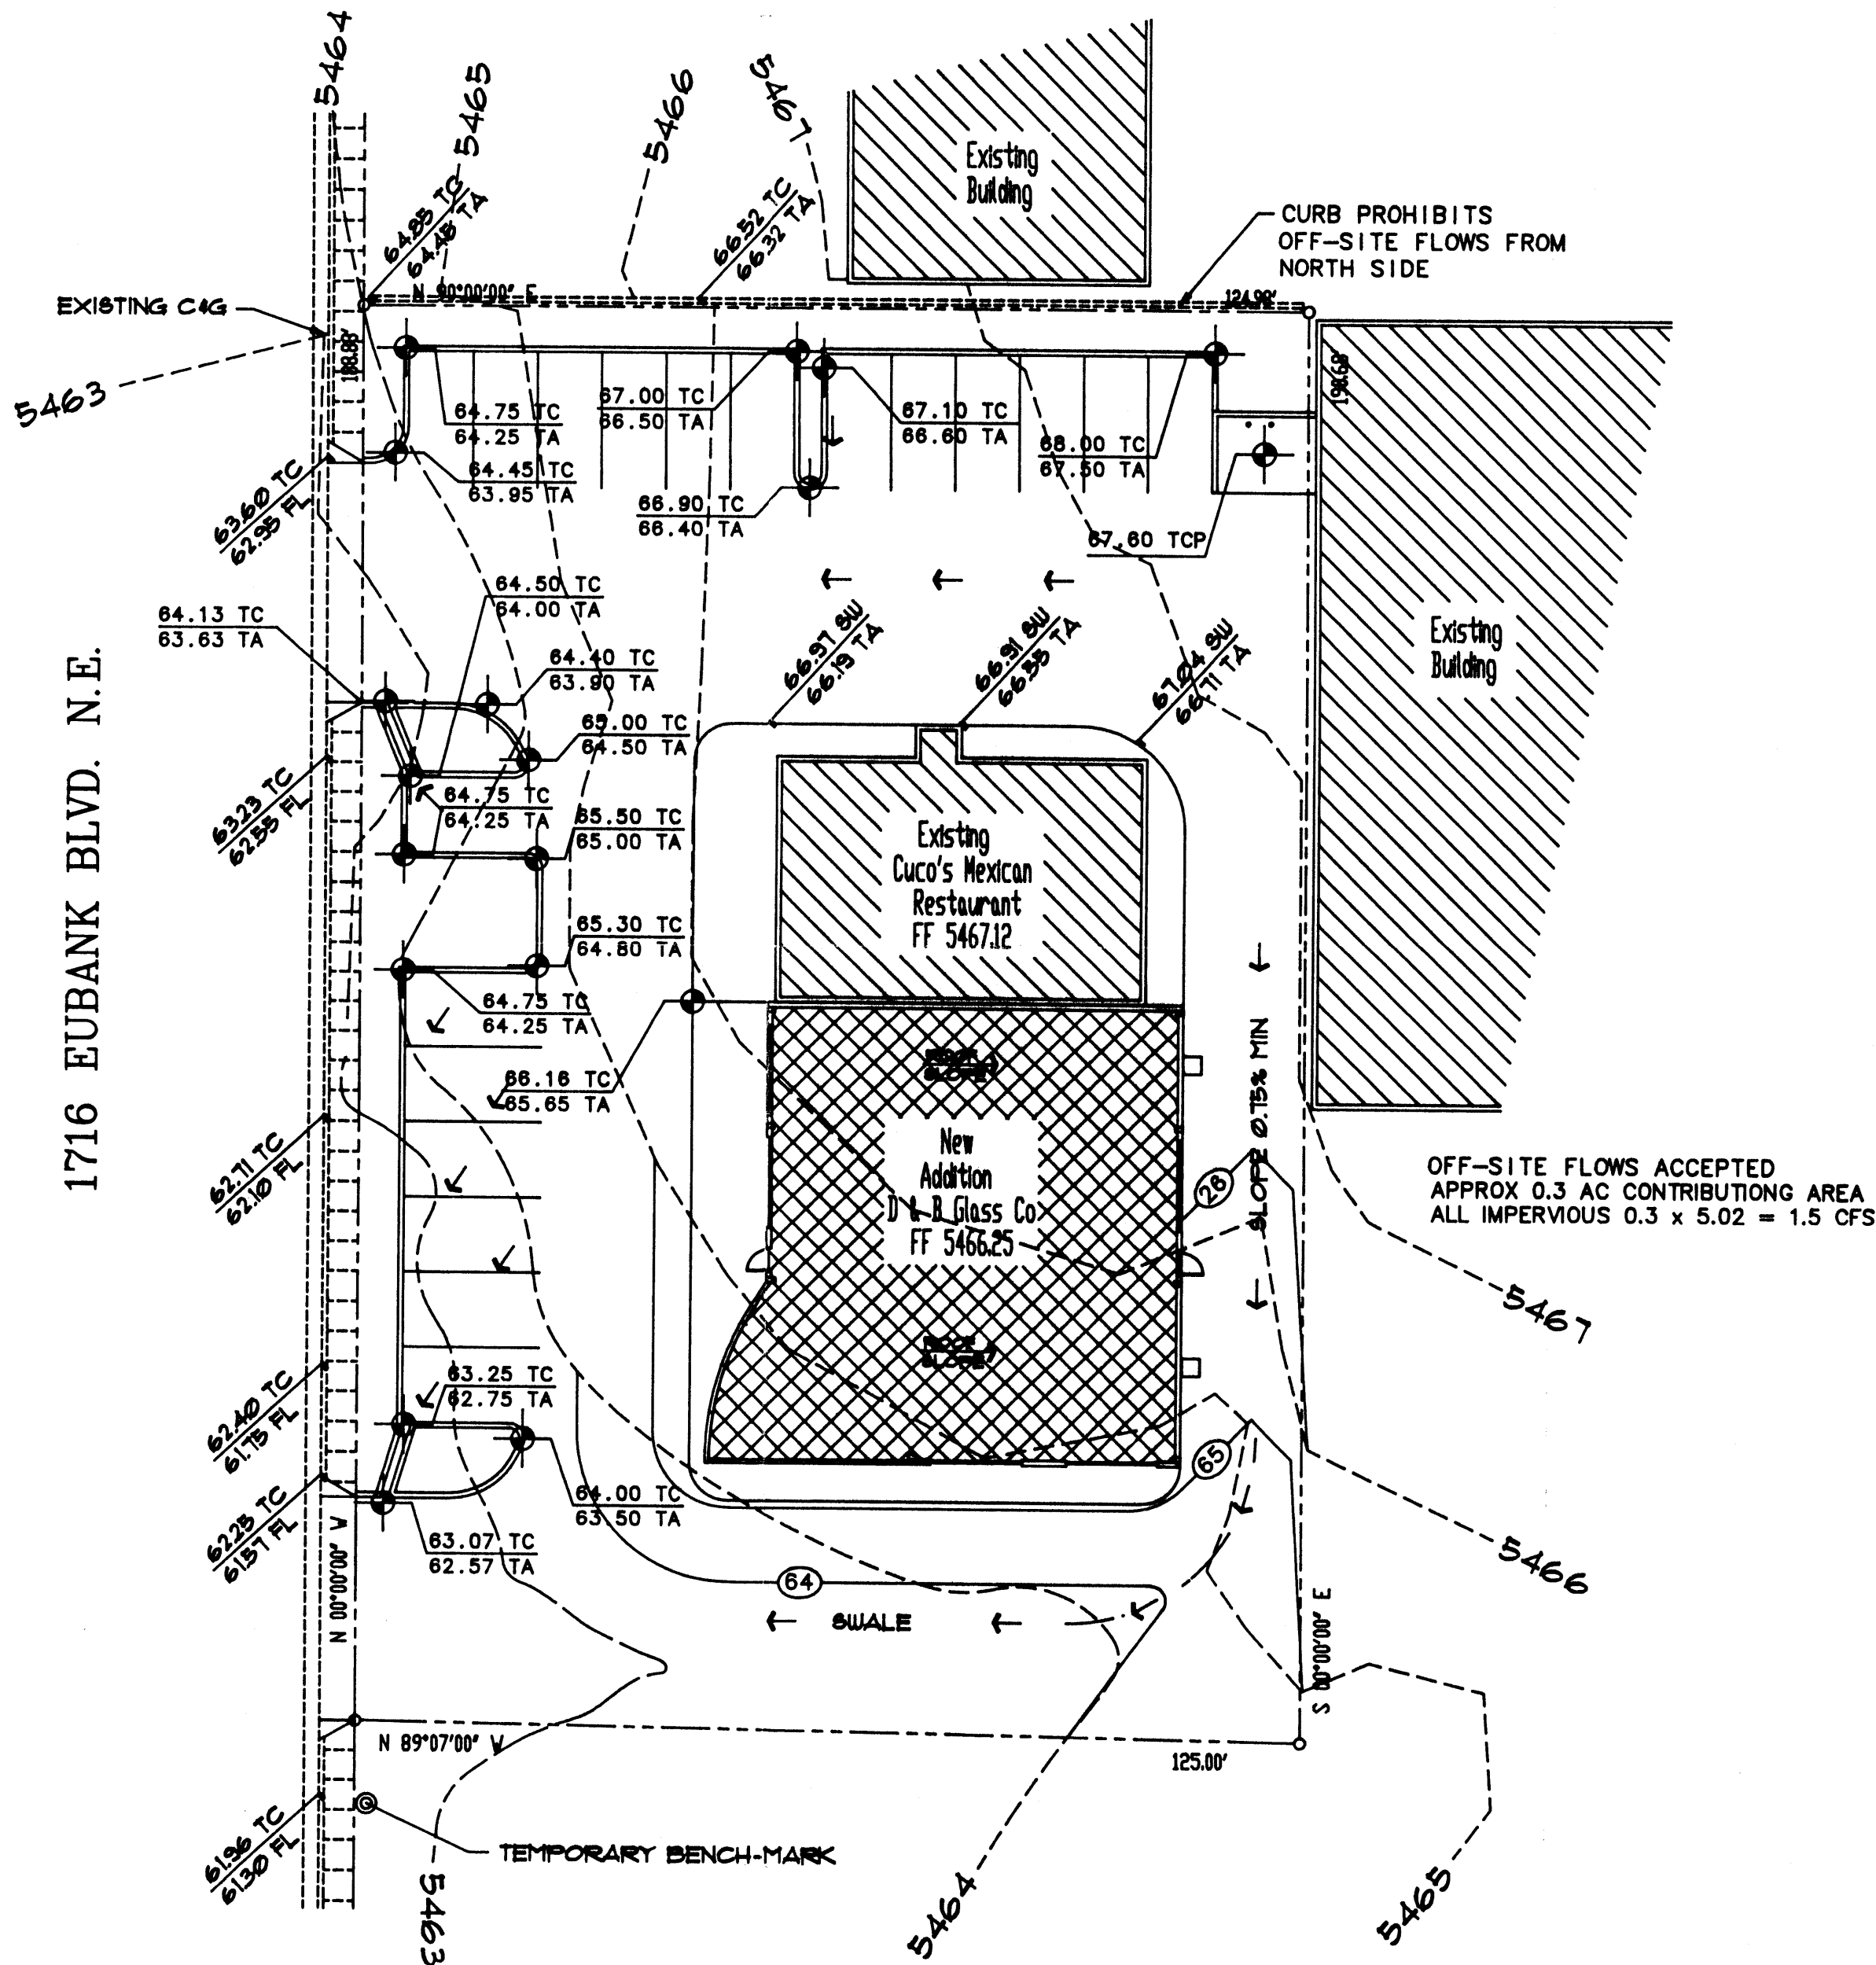 5464
5465
5466
5467
Existing
Building
CURB PROHIBITS
OFF-SITE FLOWS FROM
NORTH SIDE
64.85 TC
64.48 TA
66.52 TC
66.32 TA
N 90°00'00" E
124.98'
EXISTING C&G
5463
198.68'
64.75 TC
64.25 TA
67.00 TC
66.50 TA
67.10 TC
66.60 TA
68.00 TC
67.50 TA
64.45 TC
63.95 TA
63.60 TC
62.95 FL
66.90 TC
66.40 TA
67.60 TCP
64.50 TC
64.00 TA
64.13 TC
63.63 TA
64.40 TC
63.90 TA
66.97 SW
66.19 TA
66.91 SW
66.55 TA
67.04 SW
66.71 TA
Existing
Building
65.00 TC
64.50 TA
63.23 TC
62.55 FL
64.75 TC
64.25 TA
65.50 TC
65.00 TA
Existing
Cuco's Mexican
Restaurant
FF 5467.12
1716 EUBANK BLVD. N.E.
65.30 TC
64.80 TA
64.75 TC
64.25 TA
66.16 TC
65.65 TA
ROOF
SLOPE
SLOPE 0.75% MIN
62.71 TC
62.10 FL
New
Addition
D & B Glass Co
FF 5466.25
OFF-SITE FLOWS ACCEPTED
APPROX 0.3 AC CONTRIBUTIONG AREA
ALL IMPERVIOUS 0.3 x 5.02 = 1.5 CFS
5467
ROOF
SLOPE
63.25 TC
62.75 TA
62.40 TC
61.75 FL
65
64.00 TC
63.50 TA
62.25 TC
61.57 FL
63.07 TC
62.57 TA
5466
64
SWALE
N 00°00'00" W
S 00°00'00" E
N 89°07'00" W
125.00'
61.96 TC
61.30 FL
TEMPORARY BENCH-MARK
5463
5464
5465